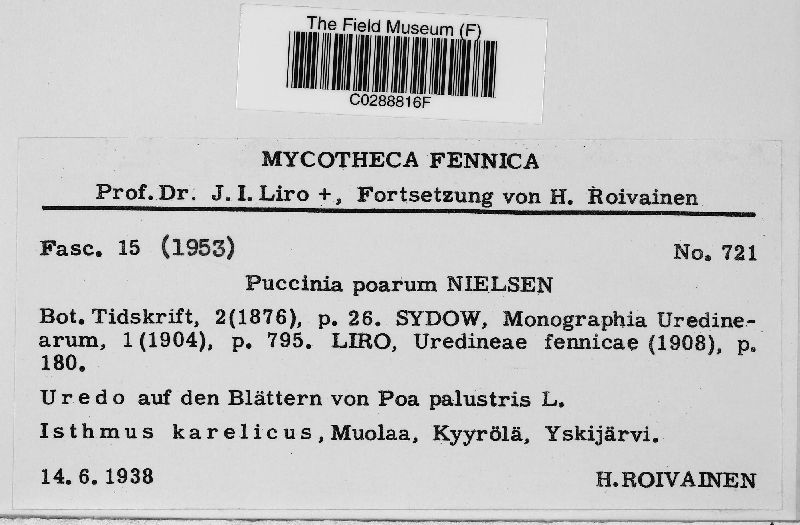 The Field Museum (F)
C0288816F
MYCOTHECA FENNICA
Prof. Dr. J. I. Liro +, Fortsetzung von H. Roivainen
Fasc. 15 (1953) No. 721
Puccinia poarum NIELSEN
Bot. Tidskrift, 2(1876), p. 26. SYDOW, Monographia Uredine-
arum, 1 (1904), p. 795. LIRO, Uredineae fennicae (1908), p.
180.
Uredo auf den Blättern von Poa palustris L.
Isthmus karelicus, Muolaa, Kyyrölä, Yskijärvi.
14. 6. 1938 H. ROIVAINEN